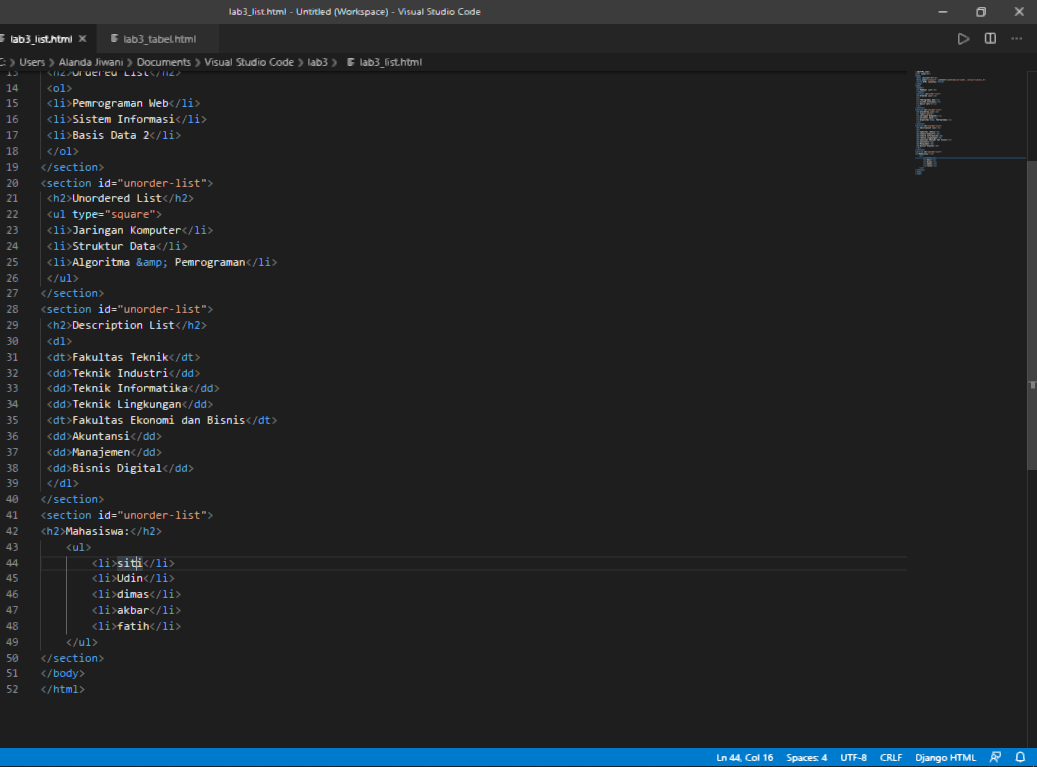 lab3_list.html - Untitled (Workspace) - Visual Studio Code
lab3_list.html × lab3_tabel.html
C: > Users > Alanda Jiwani > Documents > Visual Studio Code > lab3 > lab3_list.html
13 <h2>Ordered List</h2>
14 <ol>
15 <li>Pemrograman Web</li>
16 <li>Sistem Informasi</li>
17 <li>Basis Data 2</li>
18 </ol>
19 </section>
20 <section id="unorder-list">
21 <h2>Unordered List</h2>
22 <ul type="square">
23 <li>Jaringan Komputer</li>
24 <li>Struktur Data</li>
25 <li>Algoritma &amp; Pemrograman</li>
26 </ul>
27 </section>
28 <section id="unorder-list">
29 <h2>Description List</h2>
30 <dl>
31 <dt>Fakultas Teknik</dt>
32 <dd>Teknik Industri</dd>
33 <dd>Teknik Informatika</dd>
34 <dd>Teknik Lingkungan</dd>
35 <dt>Fakultas Ekonomi dan Bisnis</dt>
36 <dd>Akuntansi</dd>
37 <dd>Manajemen</dd>
38 <dd>Bisnis Digital</dd>
39 </dl>
40 </section>
41 <section id="unorder-list">
42 <h2>Mahasiswa:</h2>
43 <ul>
44 <li>siti</li>
45 <li>Udin</li>
46 <li>dimas</li>
47 <li>akbar</li>
48 <li>fatih</li>
49 </ul>
50 </section>
51 </body>
52 </html>
Ln 44, Col 16 Spaces: 4 UTF-8 CRLF Django HTML